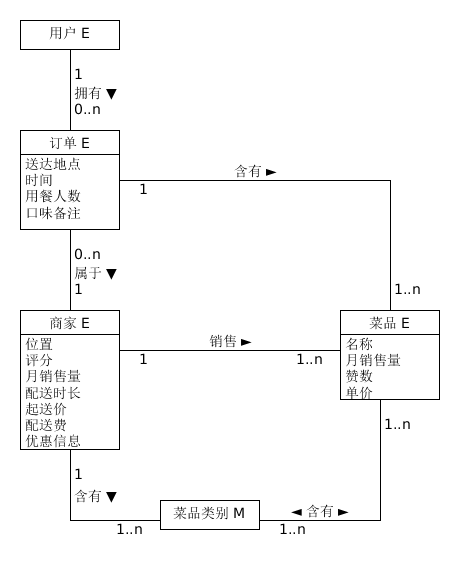 用户 E
1
拥有 ▼
0..n
订单 E
送达地点
时间
用餐人数
口味备注
含有 ►
1
1..n
0..n
属于 ▼
1
商家 E
位置
评分
月销售量
配送时长
起送价
配送费
优惠信息
销售 ►
1
1..n
菜品 E
名称
月销售量
赞数
单价
1..n
1
含有 ▼
1..n
菜品类别 M
◄ 含有 ►
1..n